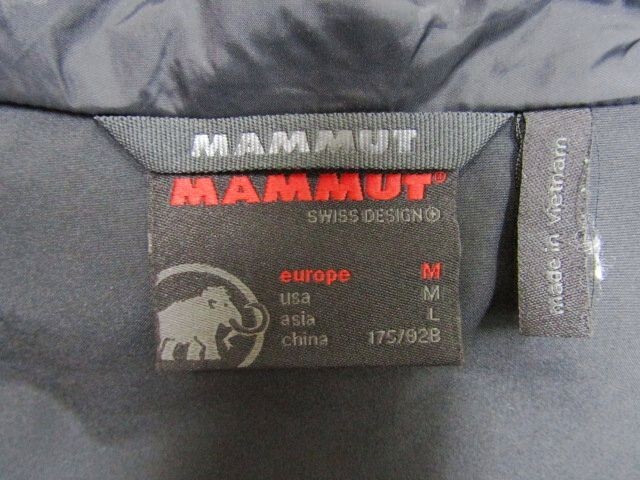 MAMMUT
MAMMUT®
SWISS DESIGN
europe M
usa M
asia L
china 175/92B
made in vietnam